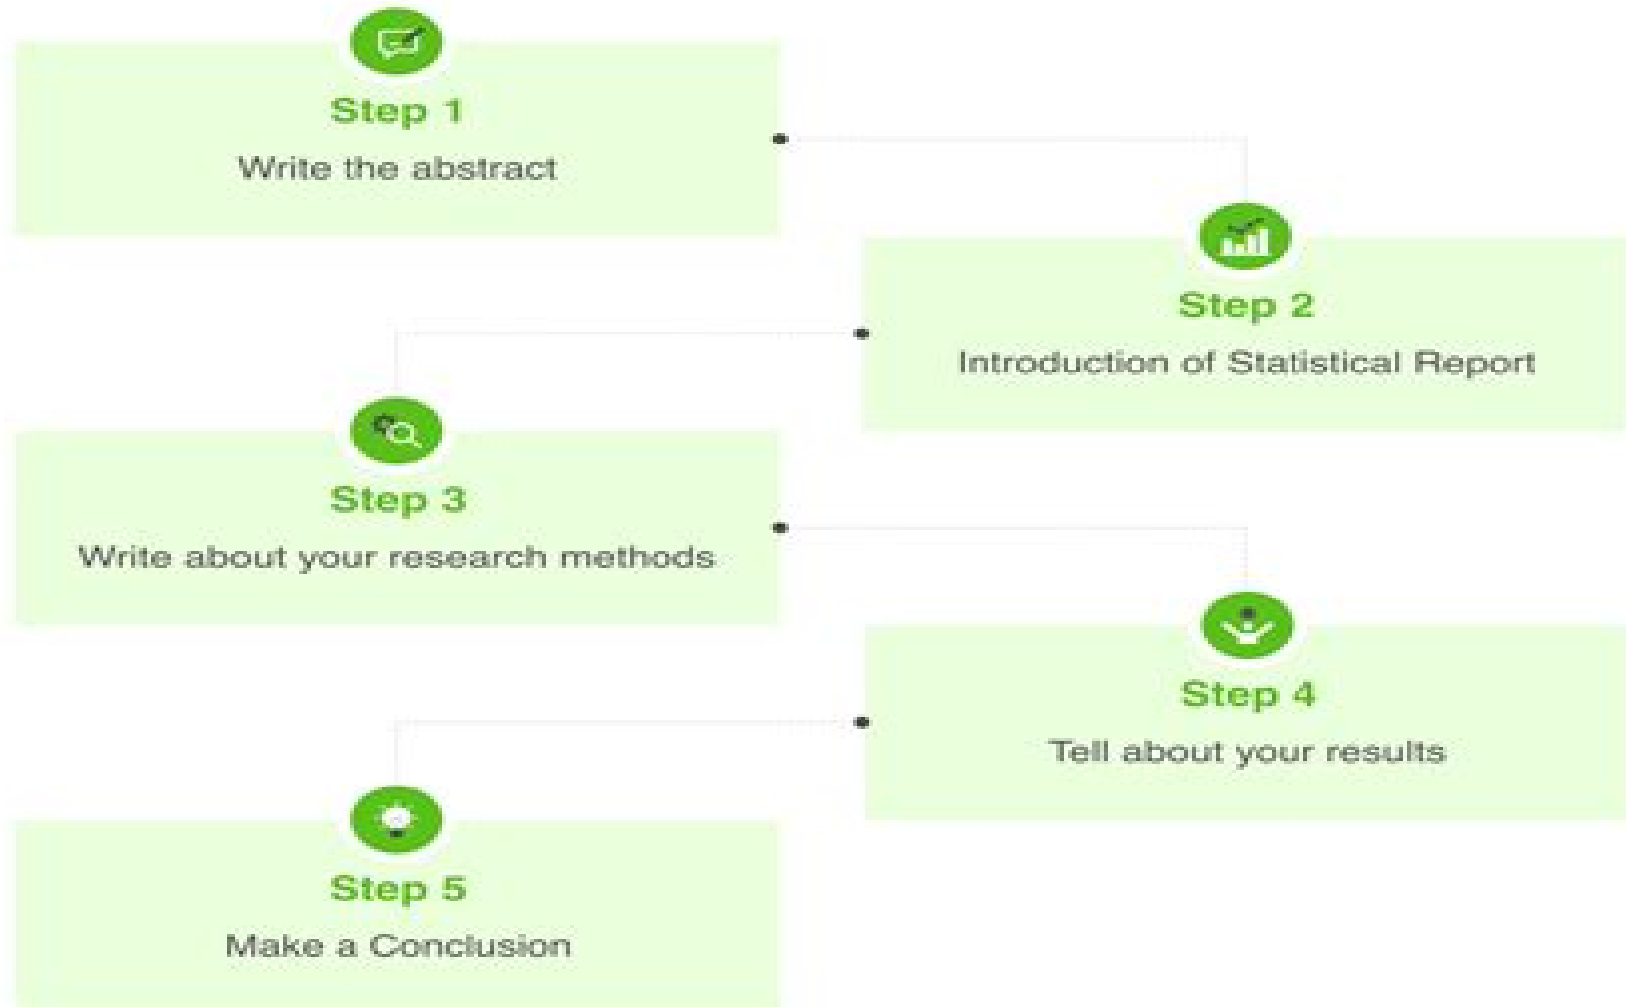 Step 1
Write the abstract
Step 2
Introduction of Statistical Report
Step 3
Write about your research methods
Step 4
Tell about your results
Step 5
Make a Conclusion